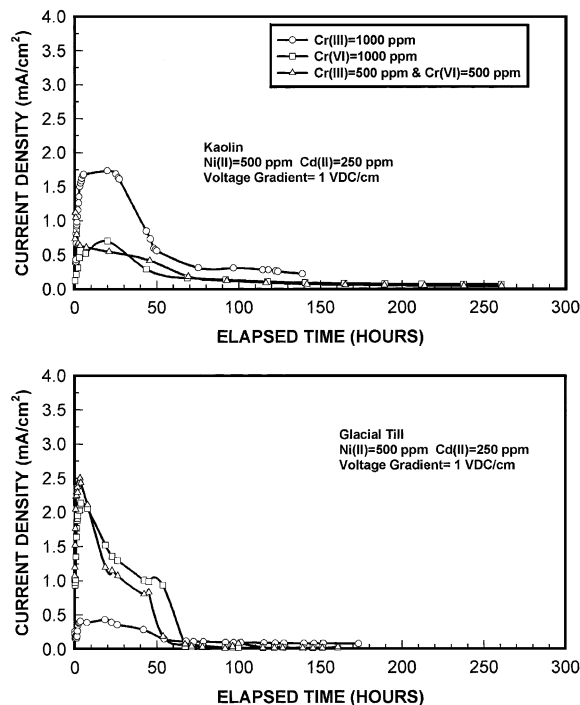 4.0
3.5
3.0
2.5
2.0
1.5
1.0
0.5
0.0
CURRENT DENSITY (mA/cm²)
Cr(III)=1000 ppm
Cr(VI)=1000 ppm
Cr(III)=500 ppm & Cr(VI)=500 ppm
Kaolin
Ni(II)=500 ppm Cd(II)=250 ppm
Voltage Gradient= 1 VDC/cm
0 50 100 150 200 250 300
ELAPSED TIME (HOURS)
4.0
3.5
3.0
2.5
2.0
1.5
1.0
0.5
0.0
CURRENT DENSITY (mA/cm²)
Glacial Till
Ni(II)=500 ppm Cd(II)=250 ppm
Voltage Gradient= 1 VDC/cm
0 50 100 150 200 250 300
ELAPSED TIME (HOURS)